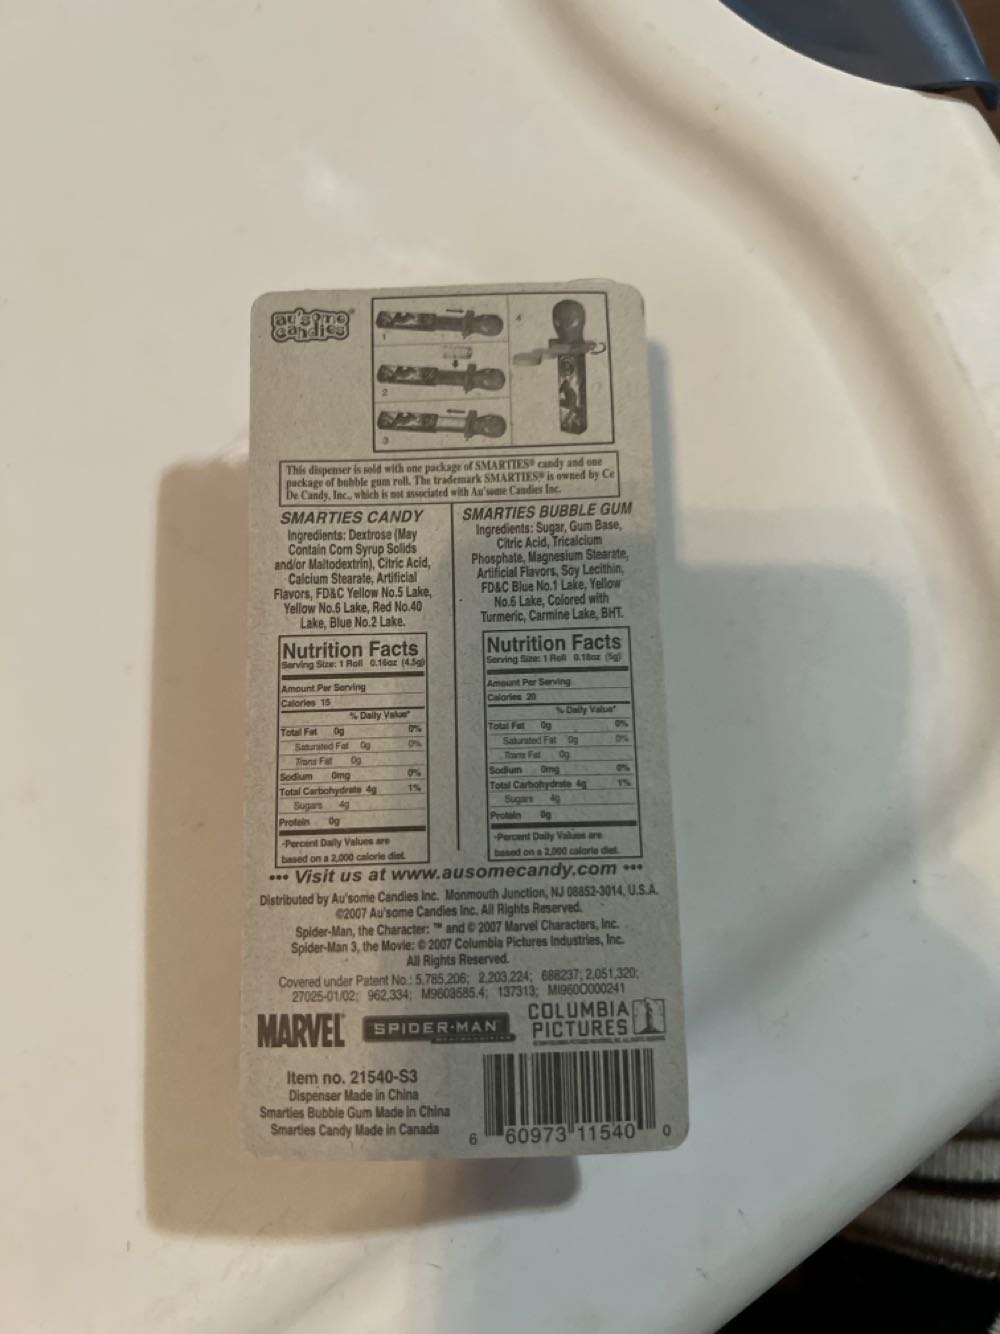 au'some
candies®
1
2
3
4
This dispenser is sold with one package of SMARTIES® candy and one
package of bubble gum roll. The trademark SMARTIES® is owned by Ce
De Candy, Inc., which is not associated with Au'some Candies Inc.
SMARTIES CANDY
Ingredients: Dextrose (May
Contain Corn Syrup Solids
and/or Maltodextrin), Citric Acid,
Calcium Stearate, Artificial
Flavors, FD&C Yellow No.5 Lake,
Yellow No.6 Lake, Red No.40
Lake, Blue No.2 Lake.
Nutrition Facts
Serving Size: 1 Roll 0.16oz (4.5g)
Amount Per Serving
Calories 15
% Daily Value*
Total Fat 0g 0%
Saturated Fat 0g 0%
Trans Fat 0g
Sodium 0mg 0%
Total Carbohydrate 4g 1%
Sugars 4g
Protein 0g
-Percent Daily Values are
based on a 2,000 calorie diet.
SMARTIES BUBBLE GUM
Ingredients: Sugar, Gum Base,
Citric Acid, Tricalcium
Phosphate, Magnesium Stearate,
Artificial Flavors, Soy Lecithin,
FD&C Blue No.1 Lake, Yellow
No.6 Lake, Colored with
Turmeric, Carmine Lake, BHT.
Nutrition Facts
Serving Size: 1 Roll 0.18oz (5g)
Amount Per Serving
Calories 20
% Daily Value*
Total Fat 0g 0%
Saturated Fat 0g 0%
Trans Fat 0g
Sodium 0mg 0%
Total Carbohydrate 4g 1%
Sugars 4g
Protein 0g
-Percent Daily Values are
based on a 2,000 calorie diet.
••• Visit us at www.ausomecandy.com •••
Distributed by Au'some Candies Inc. Monmouth Junction, NJ 08852-3014, U.S.A.
©2007 Au'some Candies Inc. All Rights Reserved.
Spider-Man, the Character: ™ and © 2007 Marvel Characters, Inc.
Spider-Man 3, the Movie: © 2007 Columbia Pictures Industries, Inc.
All Rights Reserved.
Covered under Patent No.: 5,785,206; 2,203,224; 688237; 2,051,320;
27025-01/02; 962,334; M9603585.4; 137313; MI960O000241
MARVEL
SPIDER-MAN
COLUMBIA
PICTURES
Item no. 21540-S3
Dispenser Made in China
Smarties Bubble Gum Made in China
Smarties Candy Made in Canada
6 60973 11540 0